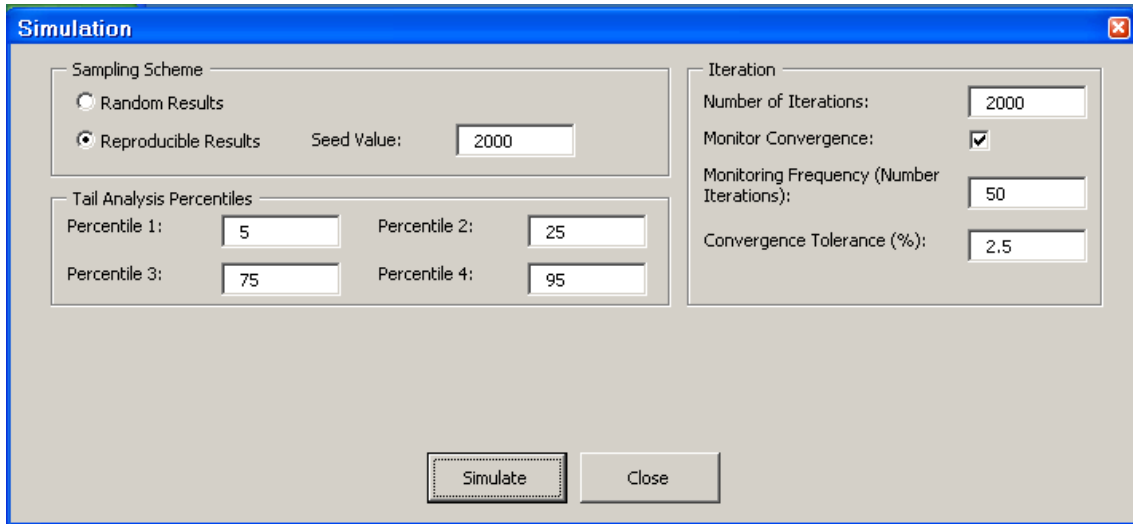 Simulation
Sampling Scheme
Random Results
Reproducible Results
Seed Value:
2000
Tail Analysis Percentiles
Percentile 1:
5
Percentile 2:
25
Percentile 3:
75
Percentile 4:
95
Iteration
Number of Iterations:
2000
Monitor Convergence:
Monitoring Frequency (Number
Iterations):
50
Convergence Tolerance (%):
2.5
Simulate
Close